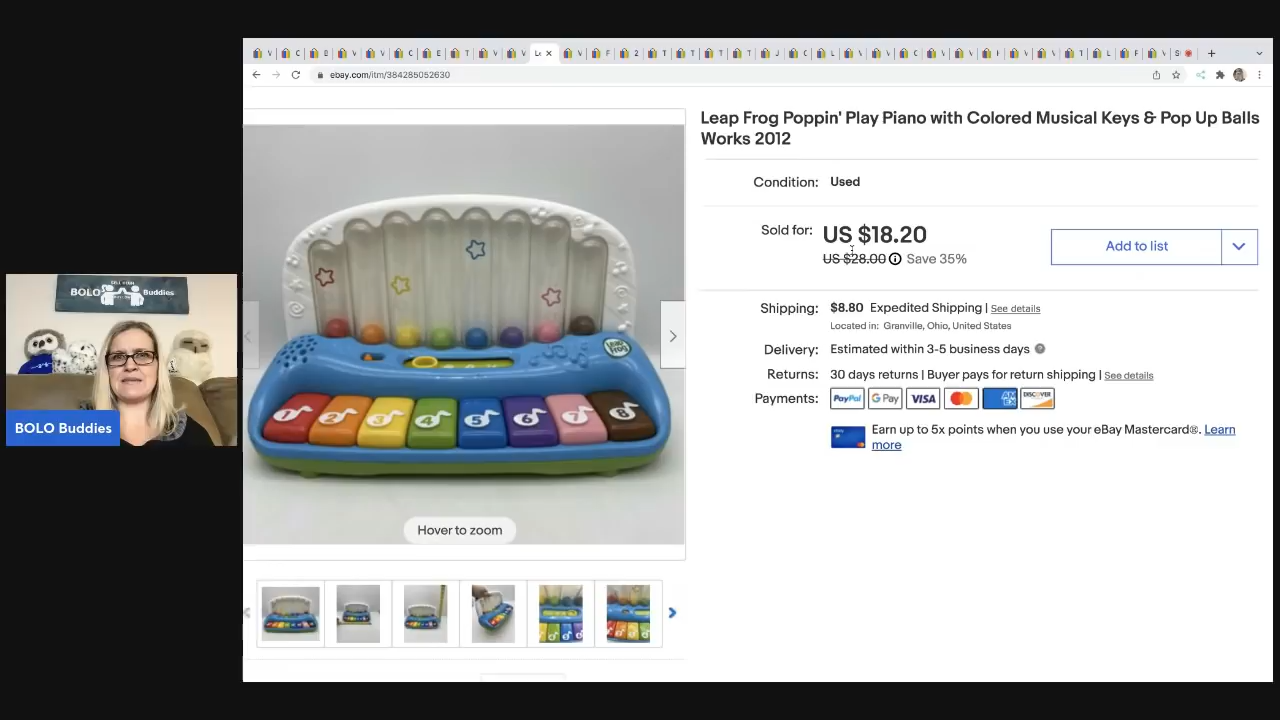 ebay.com/itm/384285052630
Leap Frog Poppin' Play Piano with Colored Musical Keys & Pop Up Balls
Works 2012
Condition: Used
Sold for: US $18.20
US $28.00 Save 35%
Add to list
Shipping: $8.80 Expedited Shipping | See details
Located in: Granville, Ohio, United States
Delivery: Estimated within 3-5 business days
Returns: 30 days returns | Buyer pays for return shipping | See details
Payments: PayPal G Pay VISA DISCOVER
Earn up to 5x points when you use your eBay Mastercard®. Learn
more
1 2 3 4 5 6 7 8
Hover to zoom
BOLO Buddies
BOLO Buddies